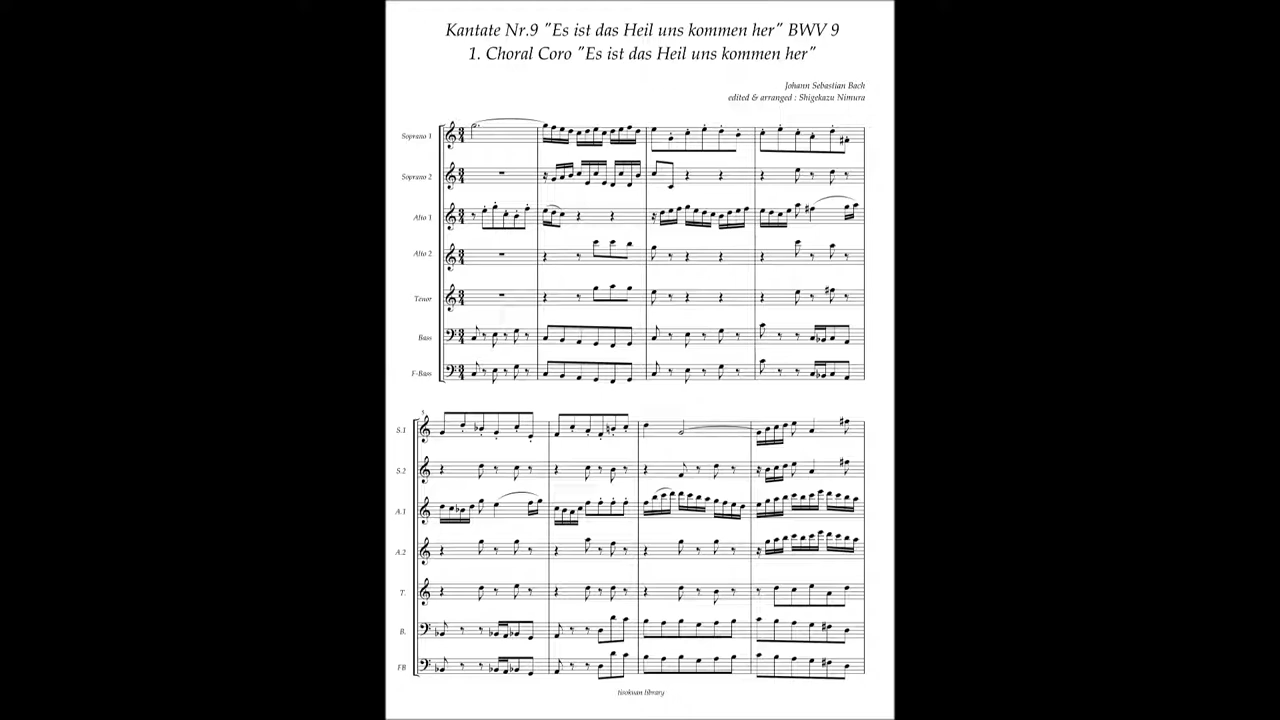 Kantate Nr.9 "Es ist das Heil uns kommen her" BWV 9
1. Choral Coro "Es ist das Heil uns kommen her"
Johann Sebastian Bach
edited & arranged : Shigekazu Nimura
Soprano 1
Soprano 2
Alto 1
Alto 2
Tenor
Bass
F-Bass
5
S.1
S.2
A.1
A.2
T.
B.
FB
tisokuan library